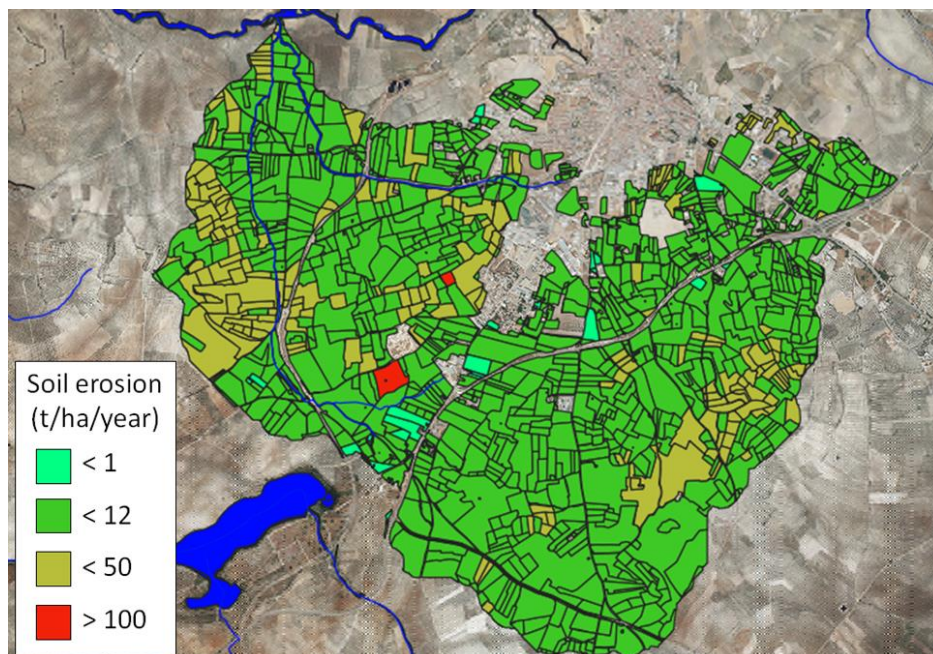 Soil erosion
(t/ha/year)
< 1
< 12
< 50
> 100